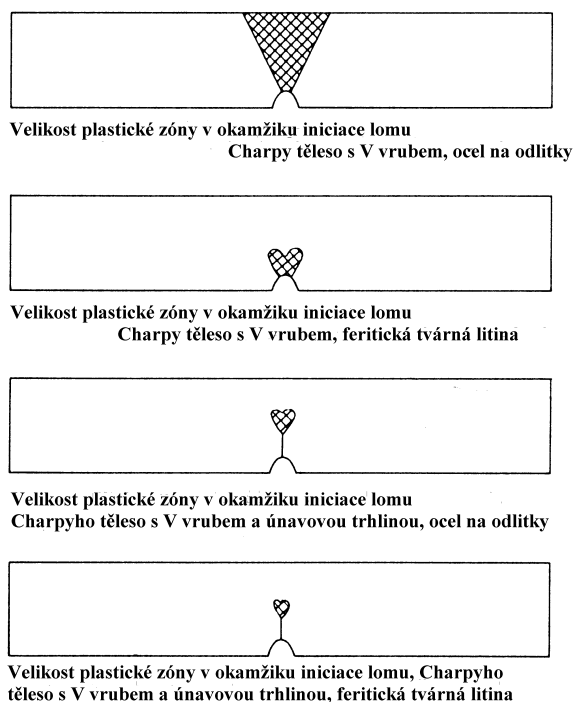 Velikost plastické zóny v okamžiku iniciace lomu
Charpy těleso s V vrubem, ocel na odlitky
Velikost plastické zóny v okamžiku iniciace lomu
Charpy těleso s V vrubem, feritická tvárná litina
Velikost plastické zóny v okamžiku iniciace lomu
Charpyho těleso s V vrubem a únavovou trhlinou, ocel na odlitky
Velikost plastické zóny v okamžiku iniciace lomu, Charpyho
těleso s V vrubem a únavovou trhlinou, feritická tvárná litina